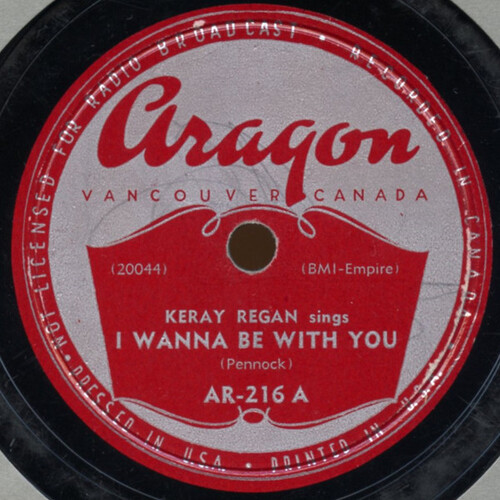 Aragon
VANCOUVER CANADA
(20044)
(BMI-Empire)
KERAY REGAN sings
I WANNA BE WITH YOU
(Pennock)
AR-216 A
NOT LICENSED FOR RADIO BROADCAST • RECORDED IN CANADA • PRESSED IN U.S.A. • PRINTED IN U.S.A.